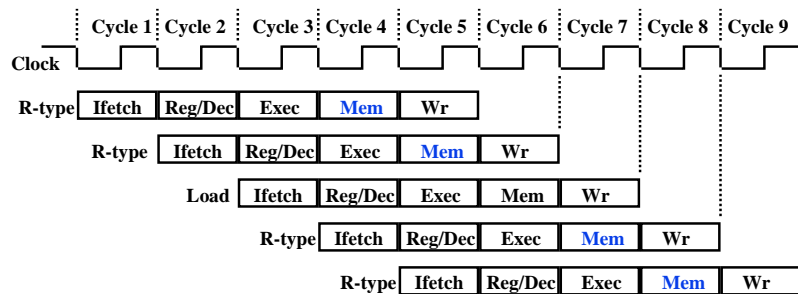 Cycle 1 Cycle 2 Cycle 3 Cycle 4 Cycle 5 Cycle 6 Cycle 7 Cycle 8 Cycle 9
Clock
R-type Ifetch Reg/Dec Exec Mem Wr
R-type Ifetch Reg/Dec Exec Mem Wr
Load Ifetch Reg/Dec Exec Mem Wr
R-type Ifetch Reg/Dec Exec Mem Wr
R-type Ifetch Reg/Dec Exec Mem Wr